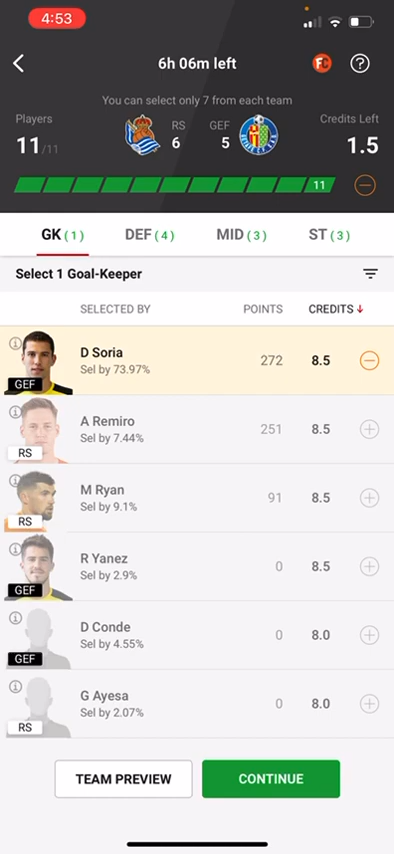 4:53
6h 06m left
FC
?
You can select only 7 from each team
Players
RS
GEF
Credits Left
11/11
6
5
1.5
11
GK (1)
DEF (4)
MID (3)
ST (3)
Select 1 Goal-Keeper
SELECTED BY
POINTS
CREDITS
D Soria
Sel by 73.97%
272
8.5
GEF
A Remiro
Sel by 7.44%
251
8.5
RS
M Ryan
Sel by 9.1%
91
8.5
RS
R Yanez
Sel by 2.9%
0
8.5
GEF
D Conde
Sel by 4.55%
0
8.0
GEF
G Ayesa
Sel by 2.07%
0
8.0
RS
TEAM PREVIEW
CONTINUE